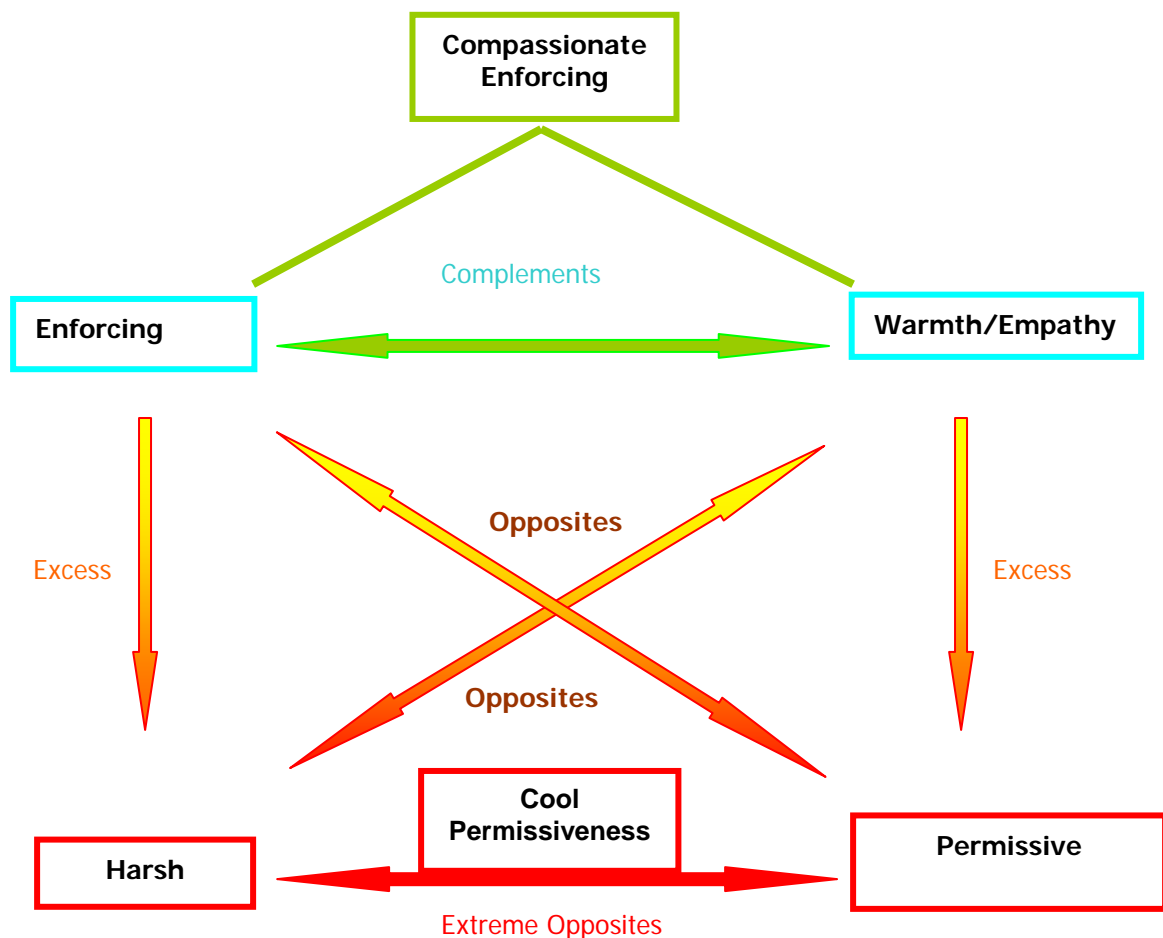 Compassionate
Enforcing
Complements
Enforcing
Warmth/Empathy
Opposites
Excess
Excess
Opposites
Cool
Permissiveness
Harsh
Permissive
Extreme Opposites